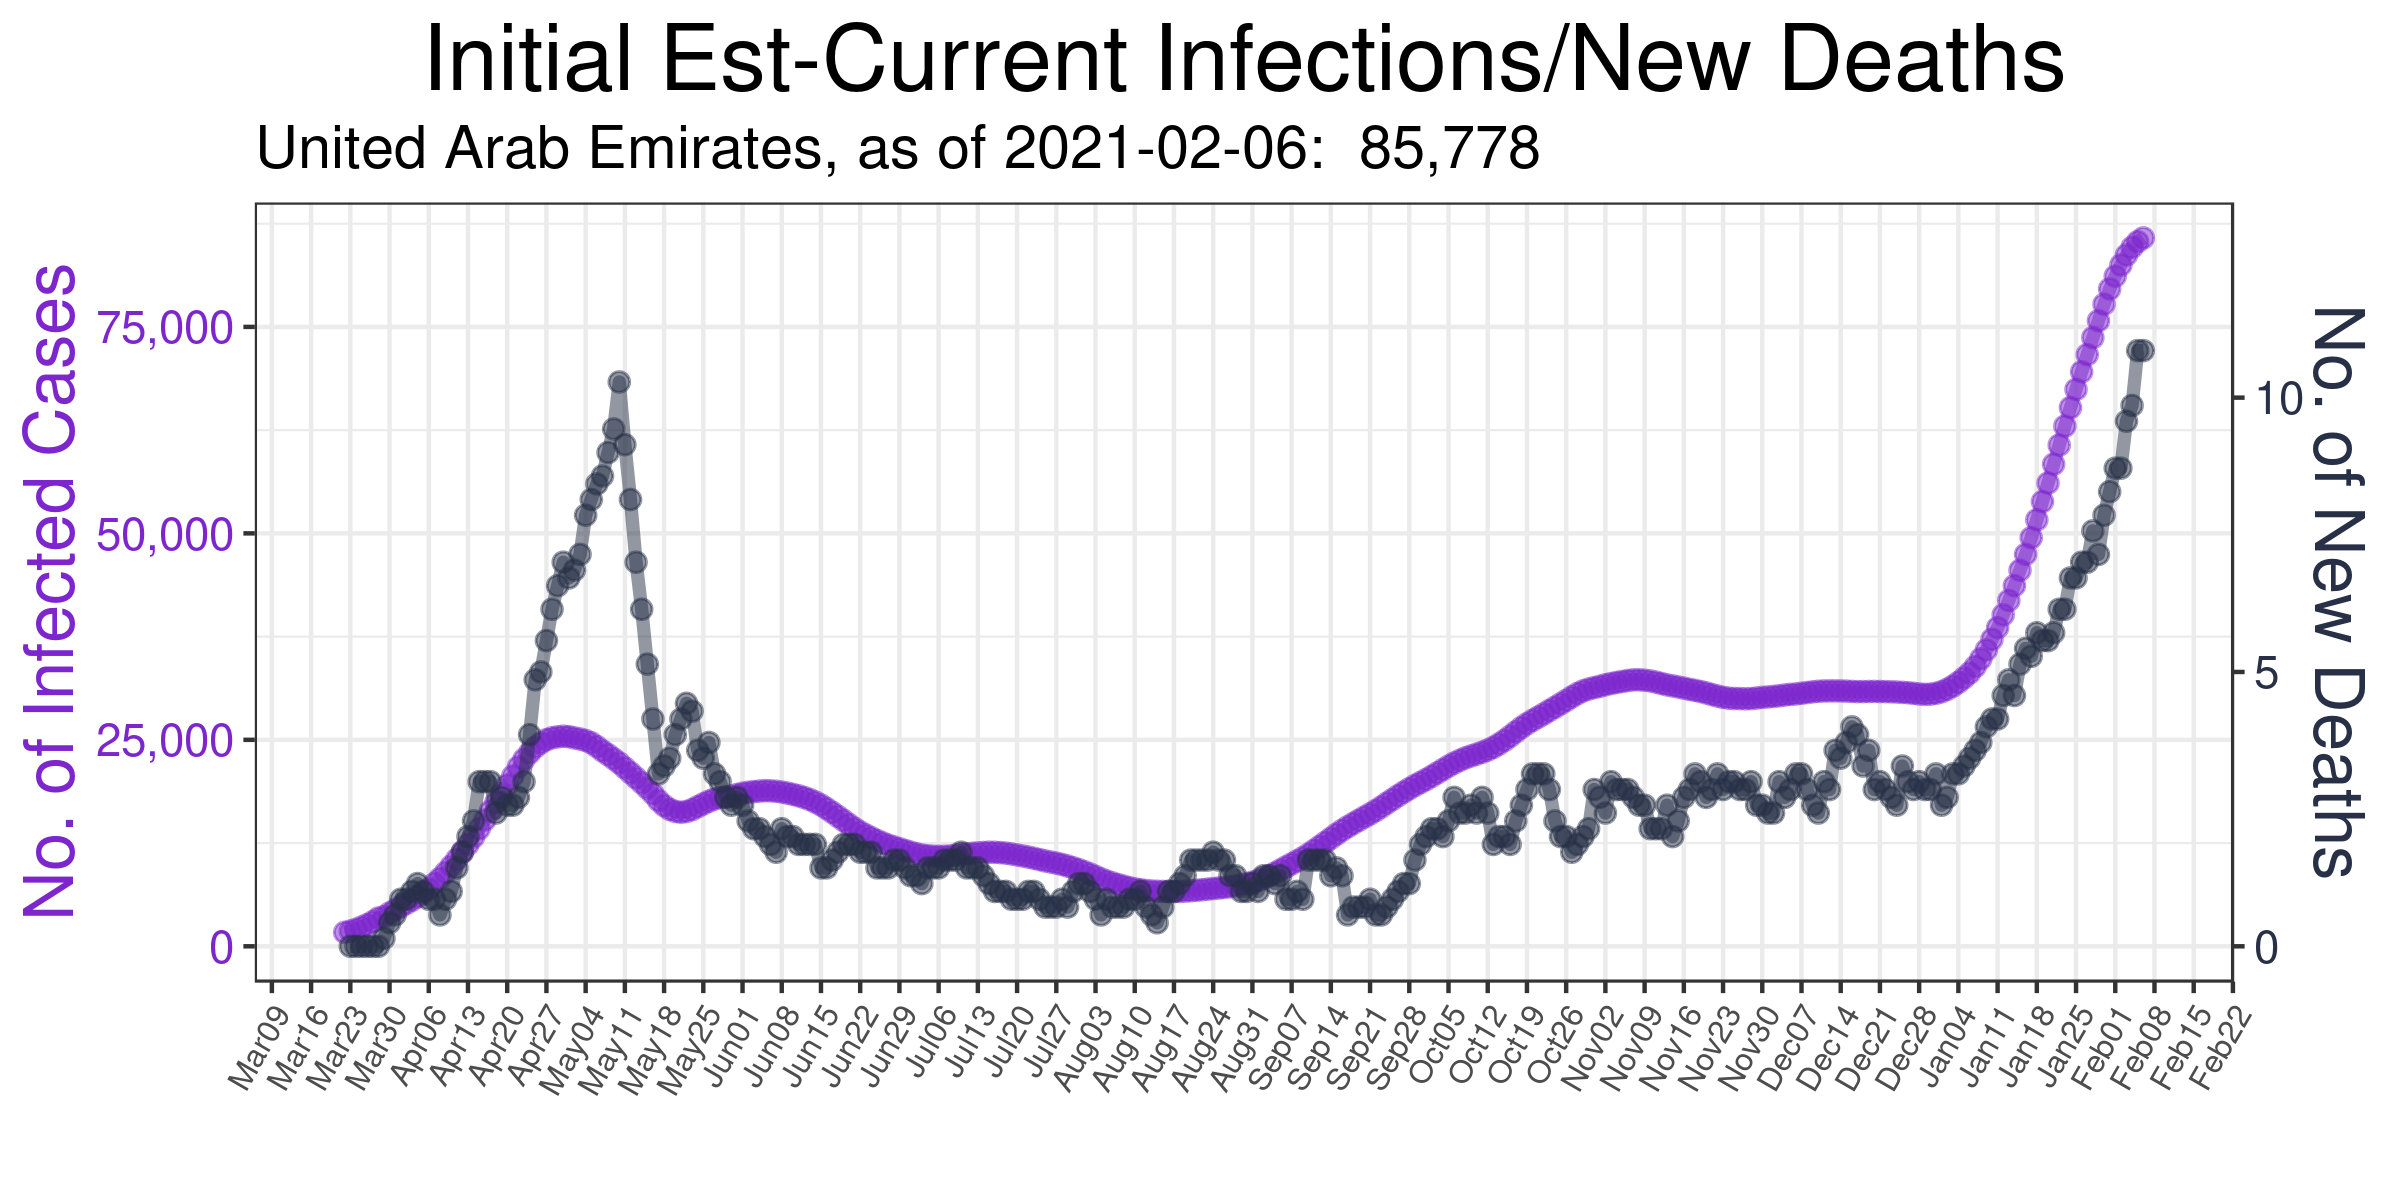 Initial Est-Current Infections/New Deaths
United Arab Emirates, as of 2021-02-06:  85,778
No. of Infected Cases
75,000
50,000
25,000
0
No. of New Deaths
10
5
0
Mar09
Mar16
Mar23
Mar30
Apr06
Apr13
Apr20
Apr27
May04
May11
May18
May25
Jun01
Jun08
Jun15
Jun22
Jun29
Jul06
Jul13
Jul20
Jul27
Aug03
Aug10
Aug17
Aug24
Aug31
Sep07
Sep14
Sep21
Sep28
Oct05
Oct12
Oct19
Oct26
Nov02
Nov09
Nov16
Nov23
Nov30
Dec07
Dec14
Dec21
Dec28
Jan04
Jan11
Jan18
Jan25
Feb01
Feb08
Feb15
Feb22